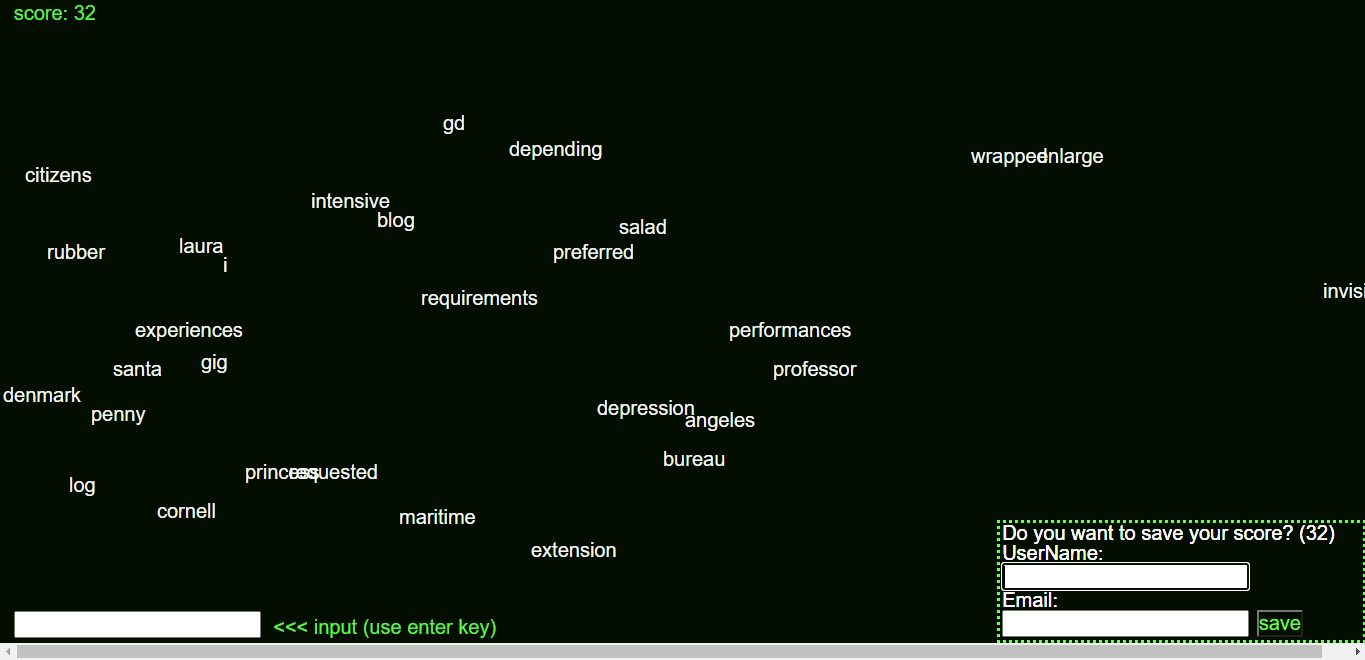 score: 32
gd
depending
wrapped
enlarge
citizens
intensive
blog
salad
laura
rubber
preferred
i
invisi
requirements
experiences
performances
gig
santa
professor
denmark
depression
penny
angeles
bureau
princess
requested
log
cornell
maritime
extension
Do you want to save your score? (32)
UserName:
Email:
save
<<< input (use enter key)